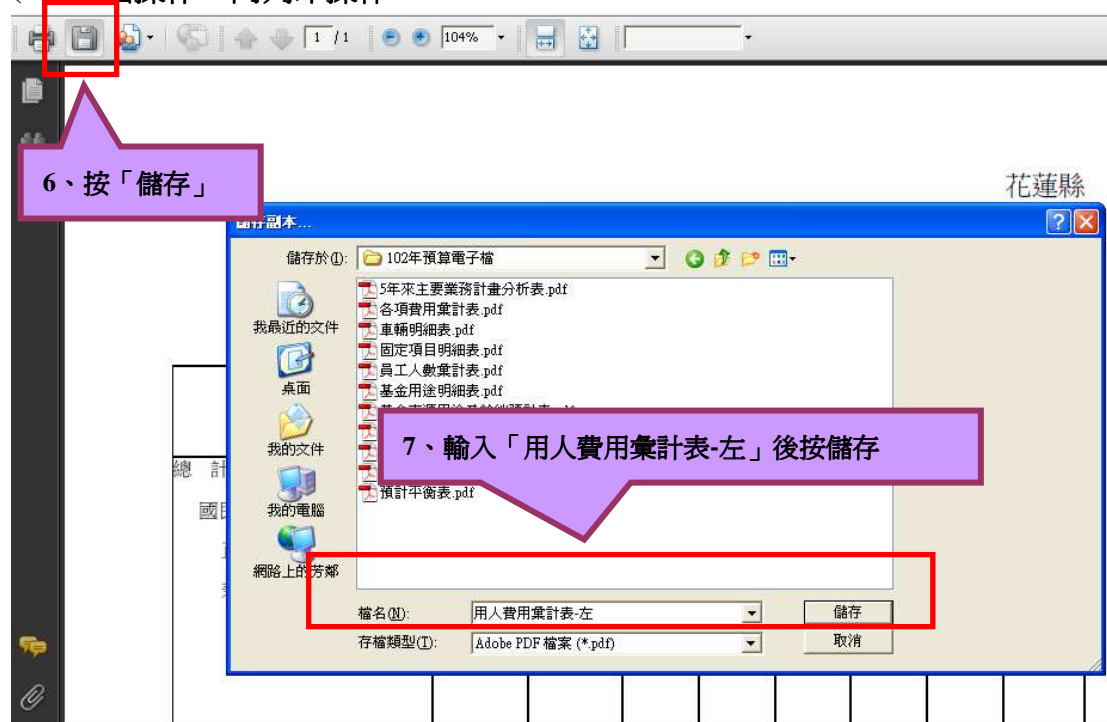 1 / 1
104%
6、按「儲存」
花蓮縣
儲存副本...
儲存於(I):
102年預算電子檔
5年來主要業務計畫分析表.pdf
各項費用彙計表.pdf
車輛明細表.pdf
固定項目明細表.pdf
員工人數彙計表.pdf
基金用途明細表.pdf
預計平衡表.pdf
我最近的文件
桌面
我的文件
我的電腦
網路上的芳鄰
7、輸入「用人費用彙計表-左」後按儲存
總 計
國
檔名(N):
用人費用彙計表-左
儲存
存檔類型(T):
Adobe PDF 檔案 (*.pdf)
取消